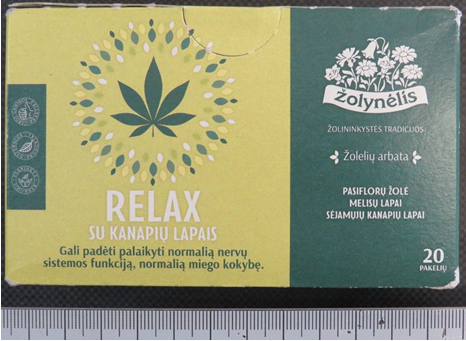 RELAX
SU KANAPIŲ LAPAIS
Gali padėti palaikyti normalią nervų
sistemos funkciją, normalią miego kokybę.
Žolynėlis
ŽOLININKYSTĖS TRADICIJOS
Žolelių arbata
PASIFLORŲ ŽOLĖ
MELISŲ LAPAI
SĖJAMŲJŲ KANAPIŲ LAPAI
20
PAKELIŲ